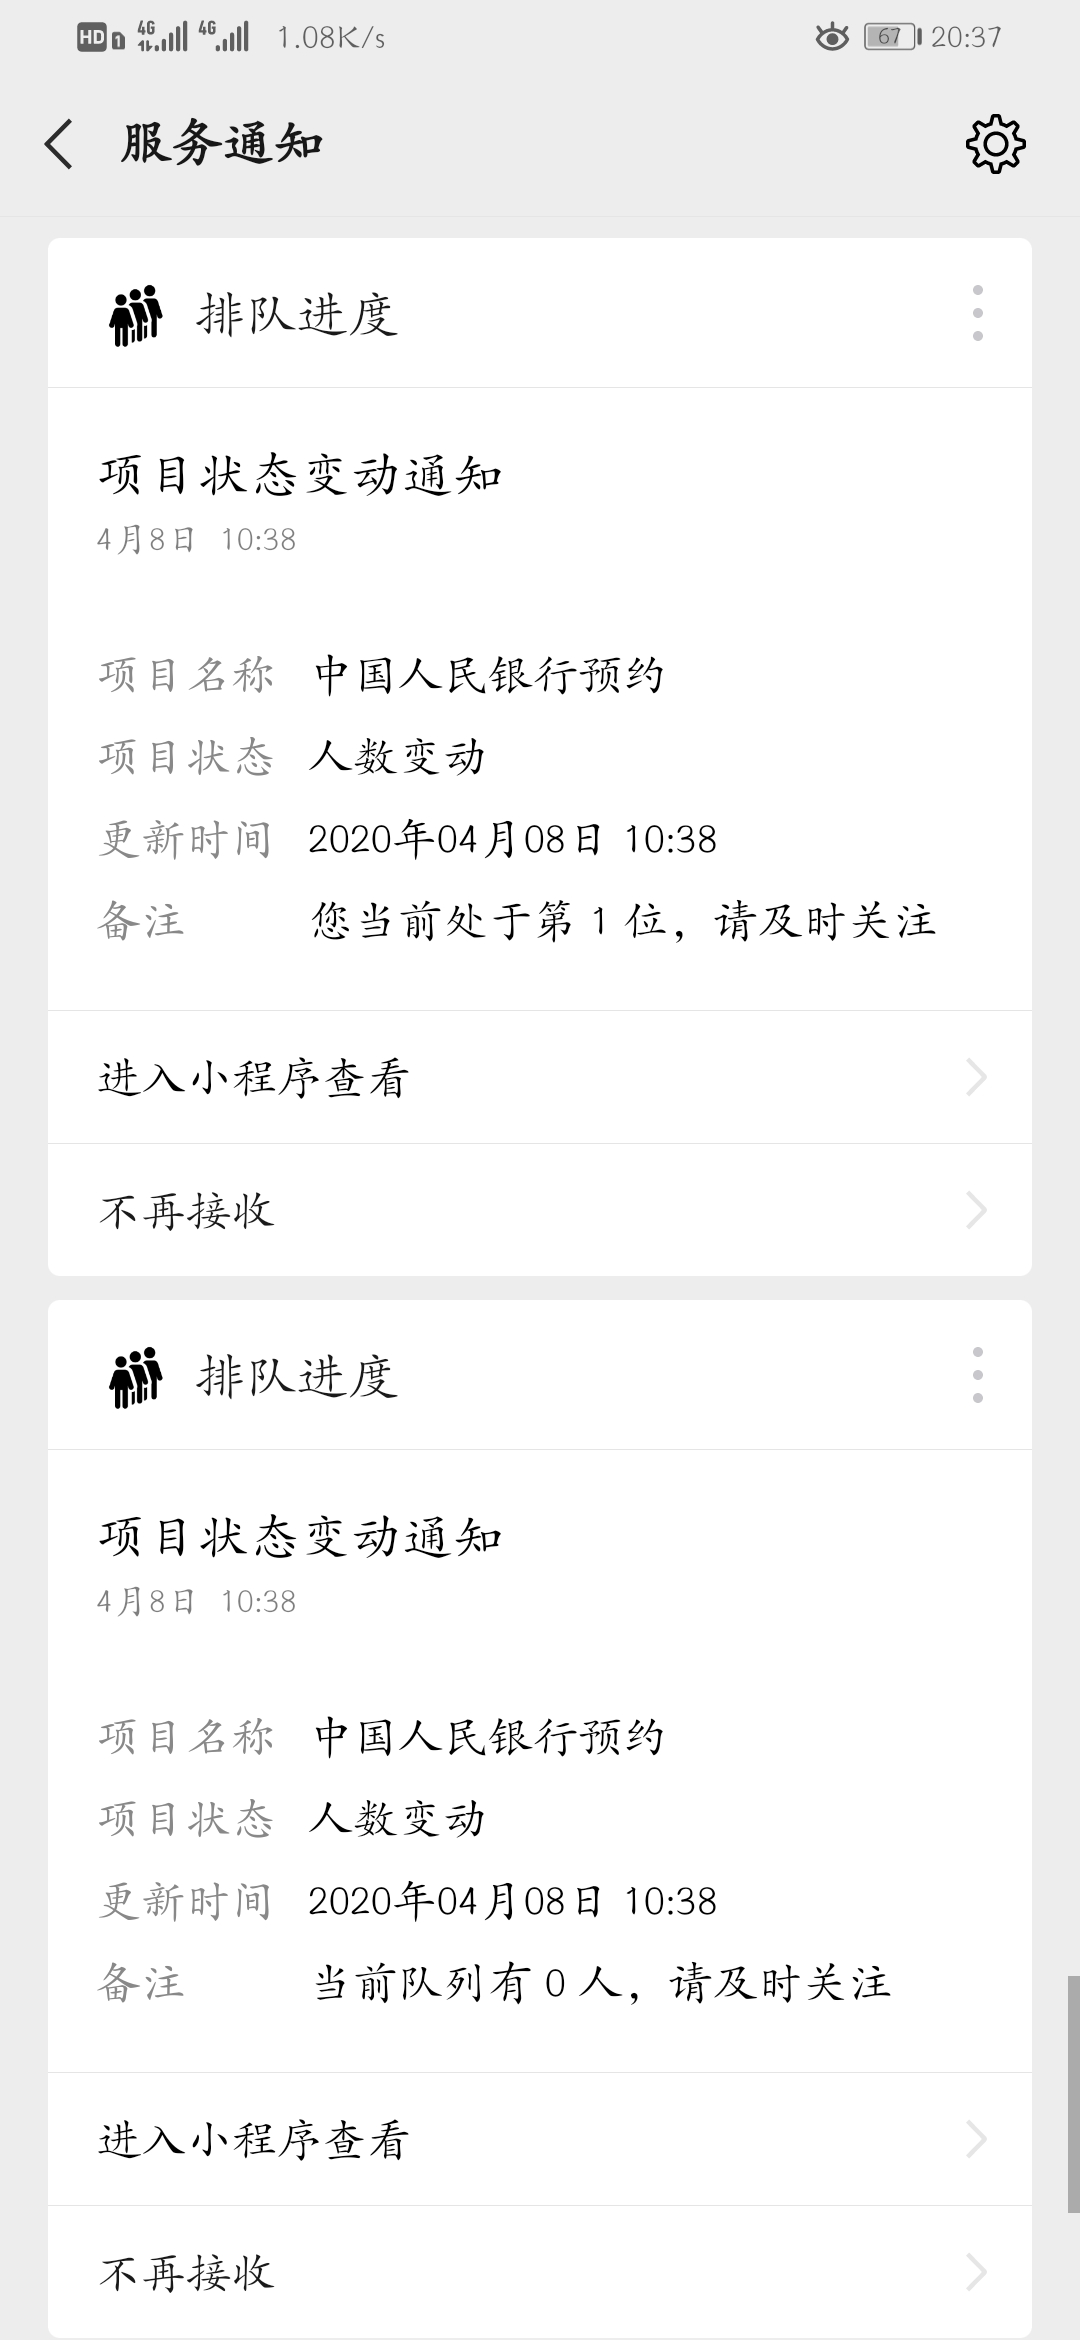 HD 1 4G 4G 1.08K/s 67 20:37
服务通知
排队进度
项目状态变动通知
4月8日 10:38
项目名称 中国人民银行预约
项目状态 人数变动
更新时间 2020年04月08日 10:38
备注 您当前处于第 1 位，请及时关注
进入小程序查看
不再接收
排队进度
项目状态变动通知
4月8日 10:38
项目名称 中国人民银行预约
项目状态 人数变动
更新时间 2020年04月08日 10:38
备注 当前队列有 0 人，请及时关注
进入小程序查看
不再接收